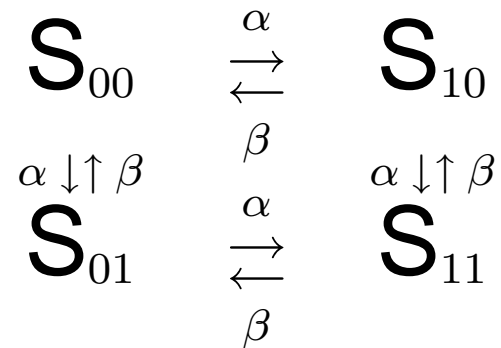 α
S₀₀ → S₁₀
←
β
α ↓↑ β α ↓↑ β
α
S₀₁ → S₁₁
←
β